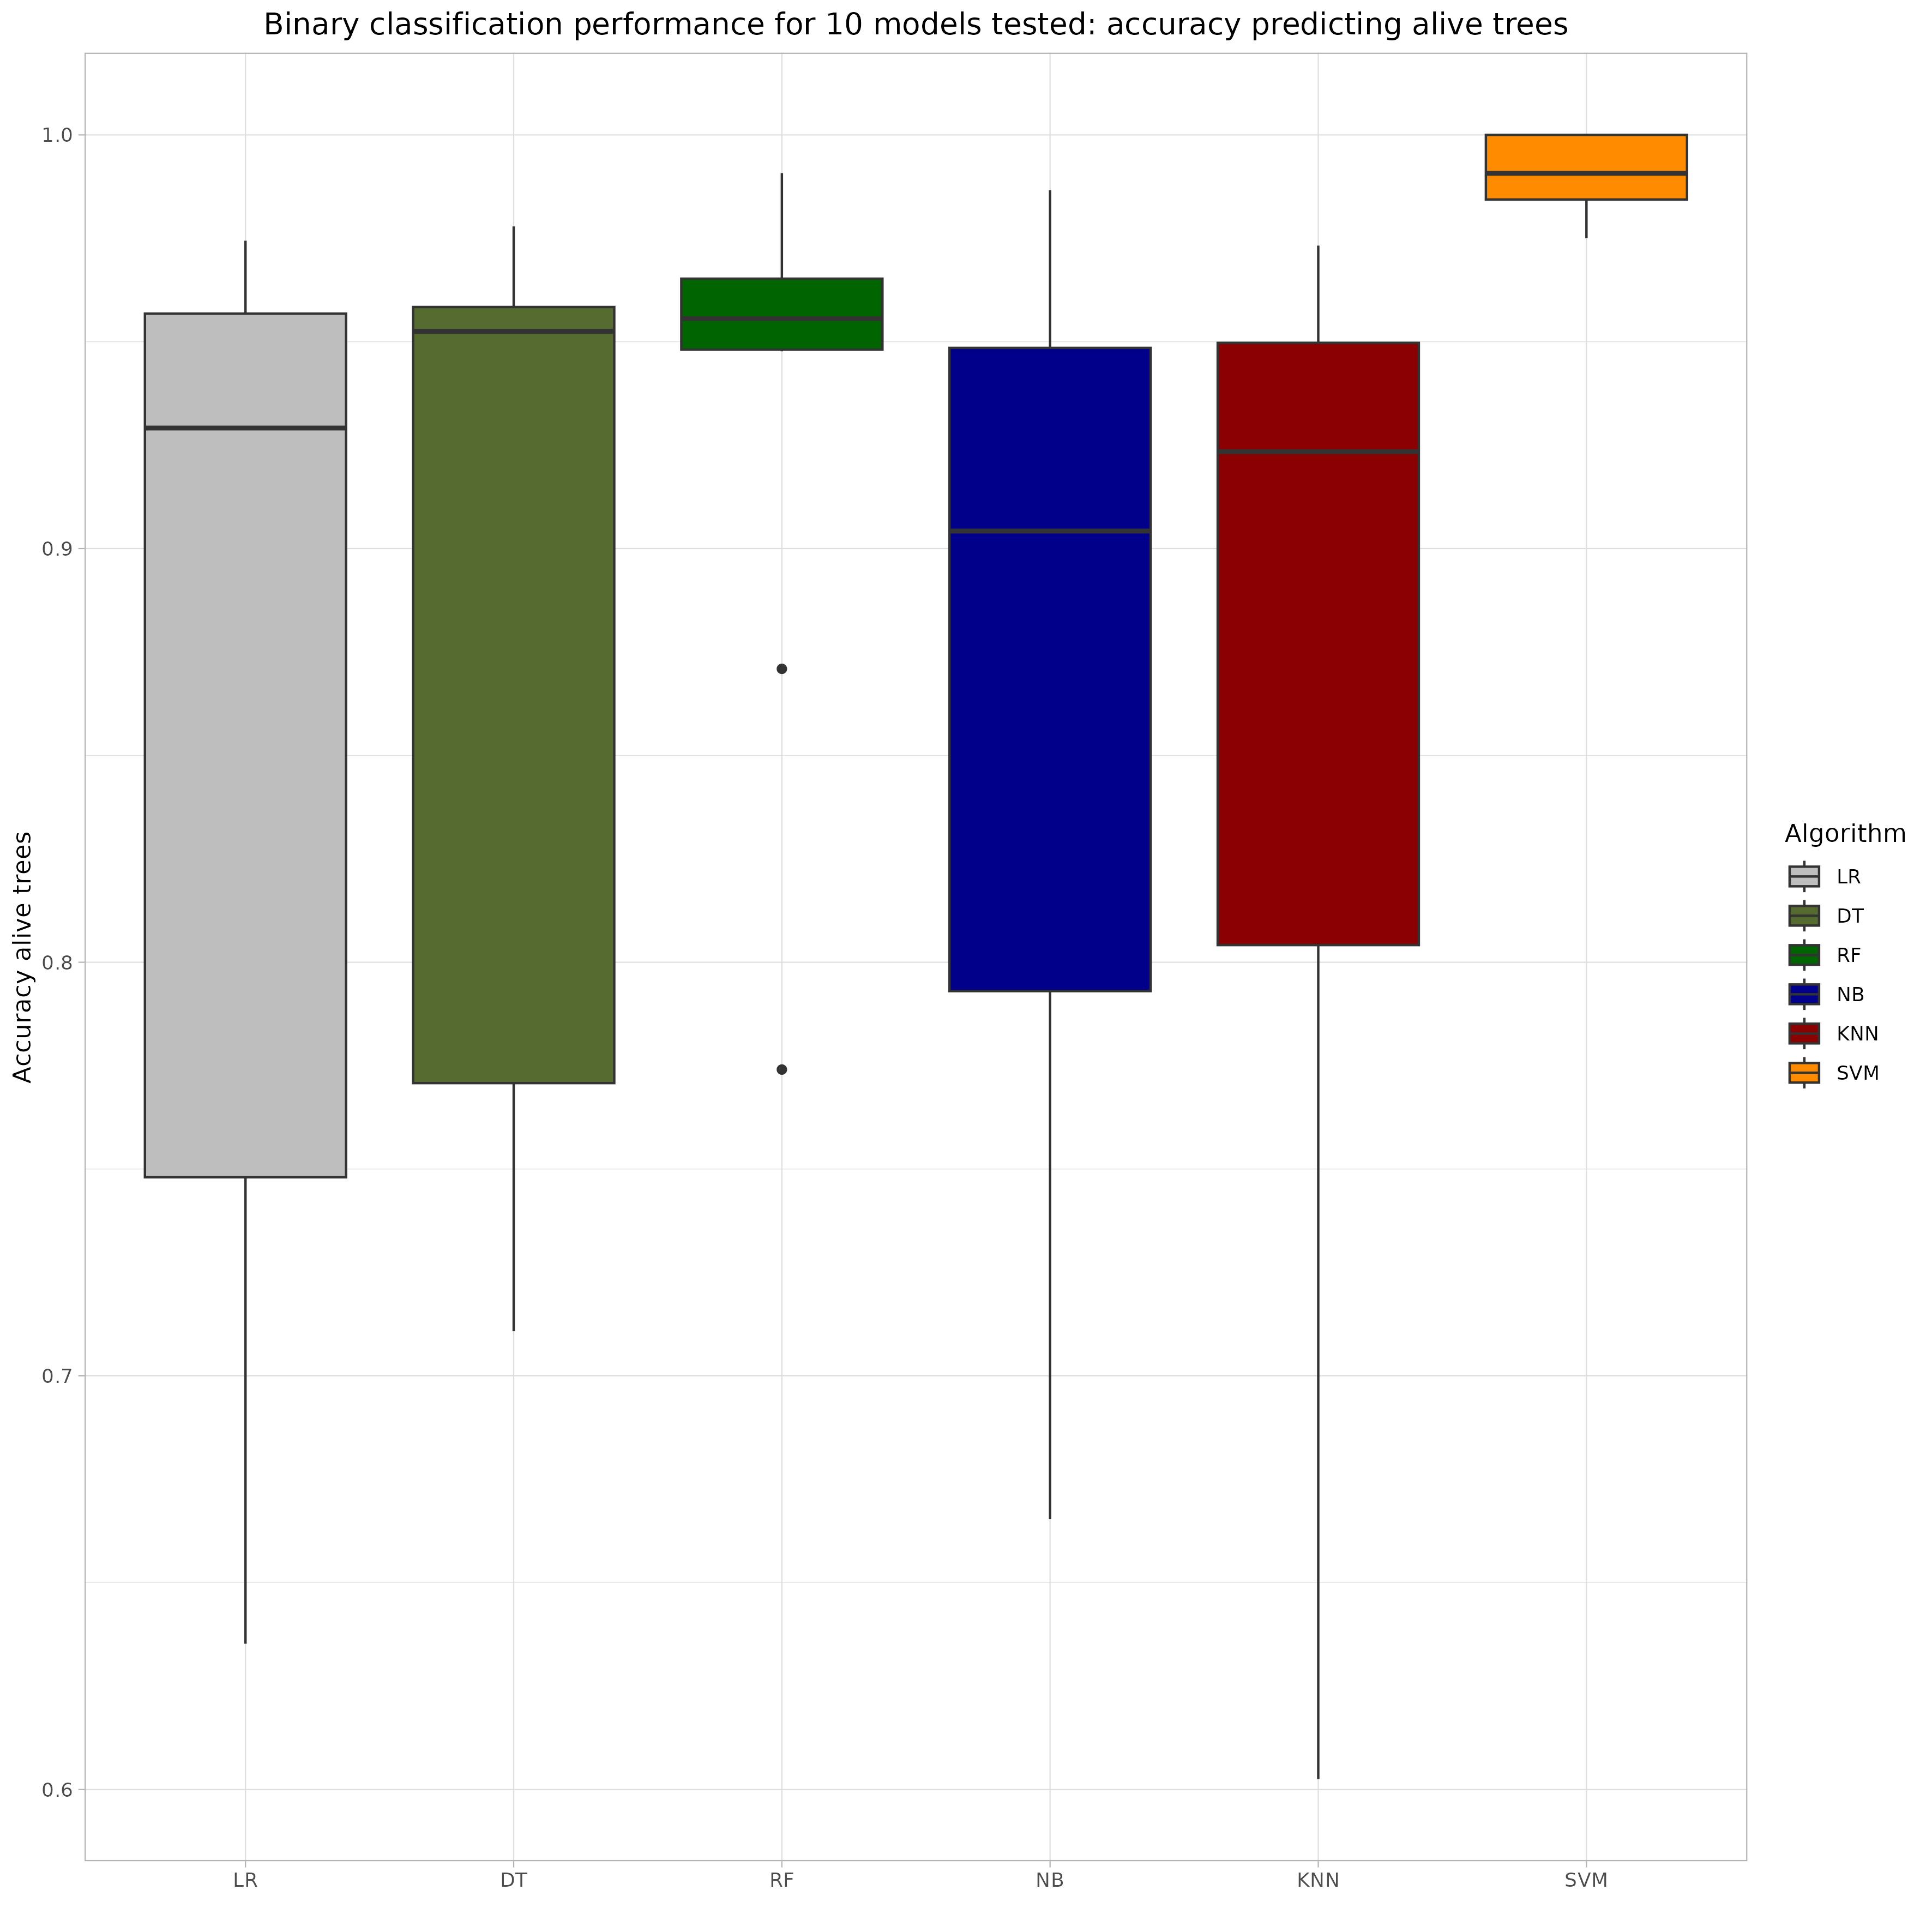 Binary classification performance for 10 models tested: accuracy predicting alive trees
Accuracy alive trees
1.0
0.9
0.8
0.7
0.6
LR
DT
RF
NB
KNN
SVM
Algorithm
LR
DT
RF
NB
KNN
SVM